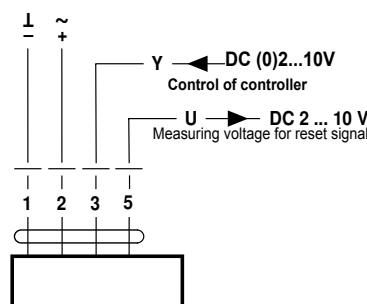 ⊥ ~
– +
Y DC (0)2...10V
Control of controller
U DC 2 ... 10 V
Measuring voltage for reset signal
1 2 3 5